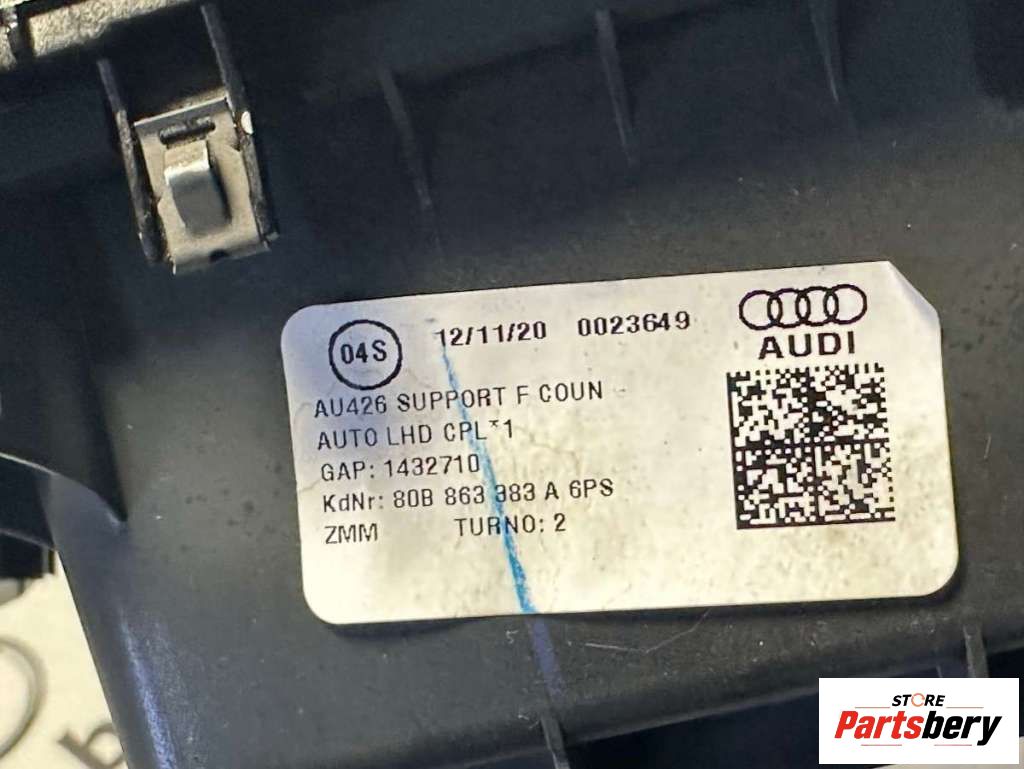 04S 12/11/20 0023649
AUDI
AU426 SUPPORT F COUN
AUTO LHD CPL*1
GAP: 1432710
KdNr: 80B 863 383 A 6PS
ZMM TURNO: 2
STORE
Partsbery